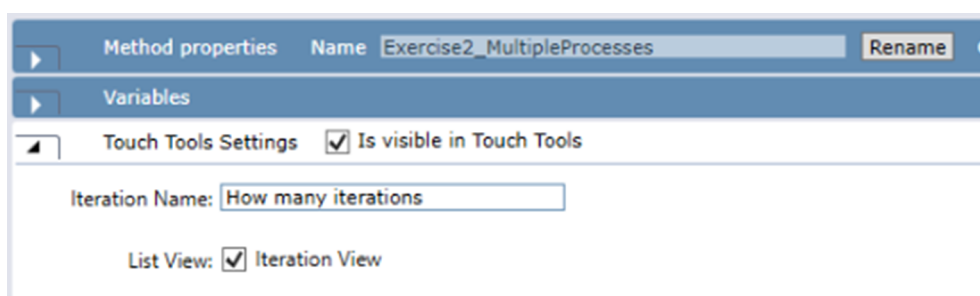 Method properties Name Exercise2_MultipleProcesses Rename
Variables
Touch Tools Settings Is visible in Touch Tools
Iteration Name: How many iterations
List View: Iteration View